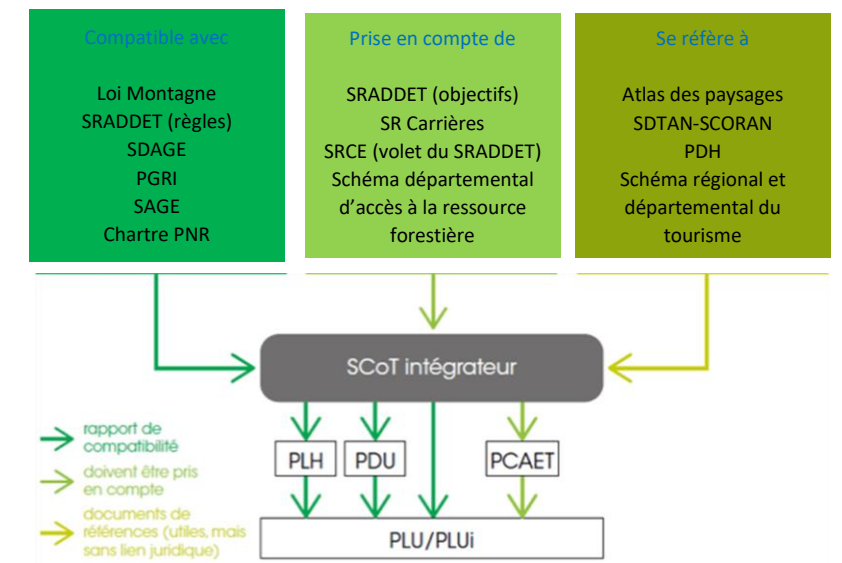 Compatible avec
Loi Montagne
SRADDET (règles)
SDAGE
PGRI
SAGE
Chartre PNR
Prise en compte de
SRADDET (objectifs)
SR Carrières
SRCE (volet du SRADDET)
Schéma départemental
d’accès à la ressource
forestière
Se réfère à
Atlas des paysages
SDTAN-SCORAN
PDH
Schéma régional et
départemental du
tourisme
SCoT intégrateur
rapport de
compatibilité
doivent être pris
en compte
documents de
références (utiles, mais
sans lien juridique)
PLH
PDU
PCAET
PLU/PLUi